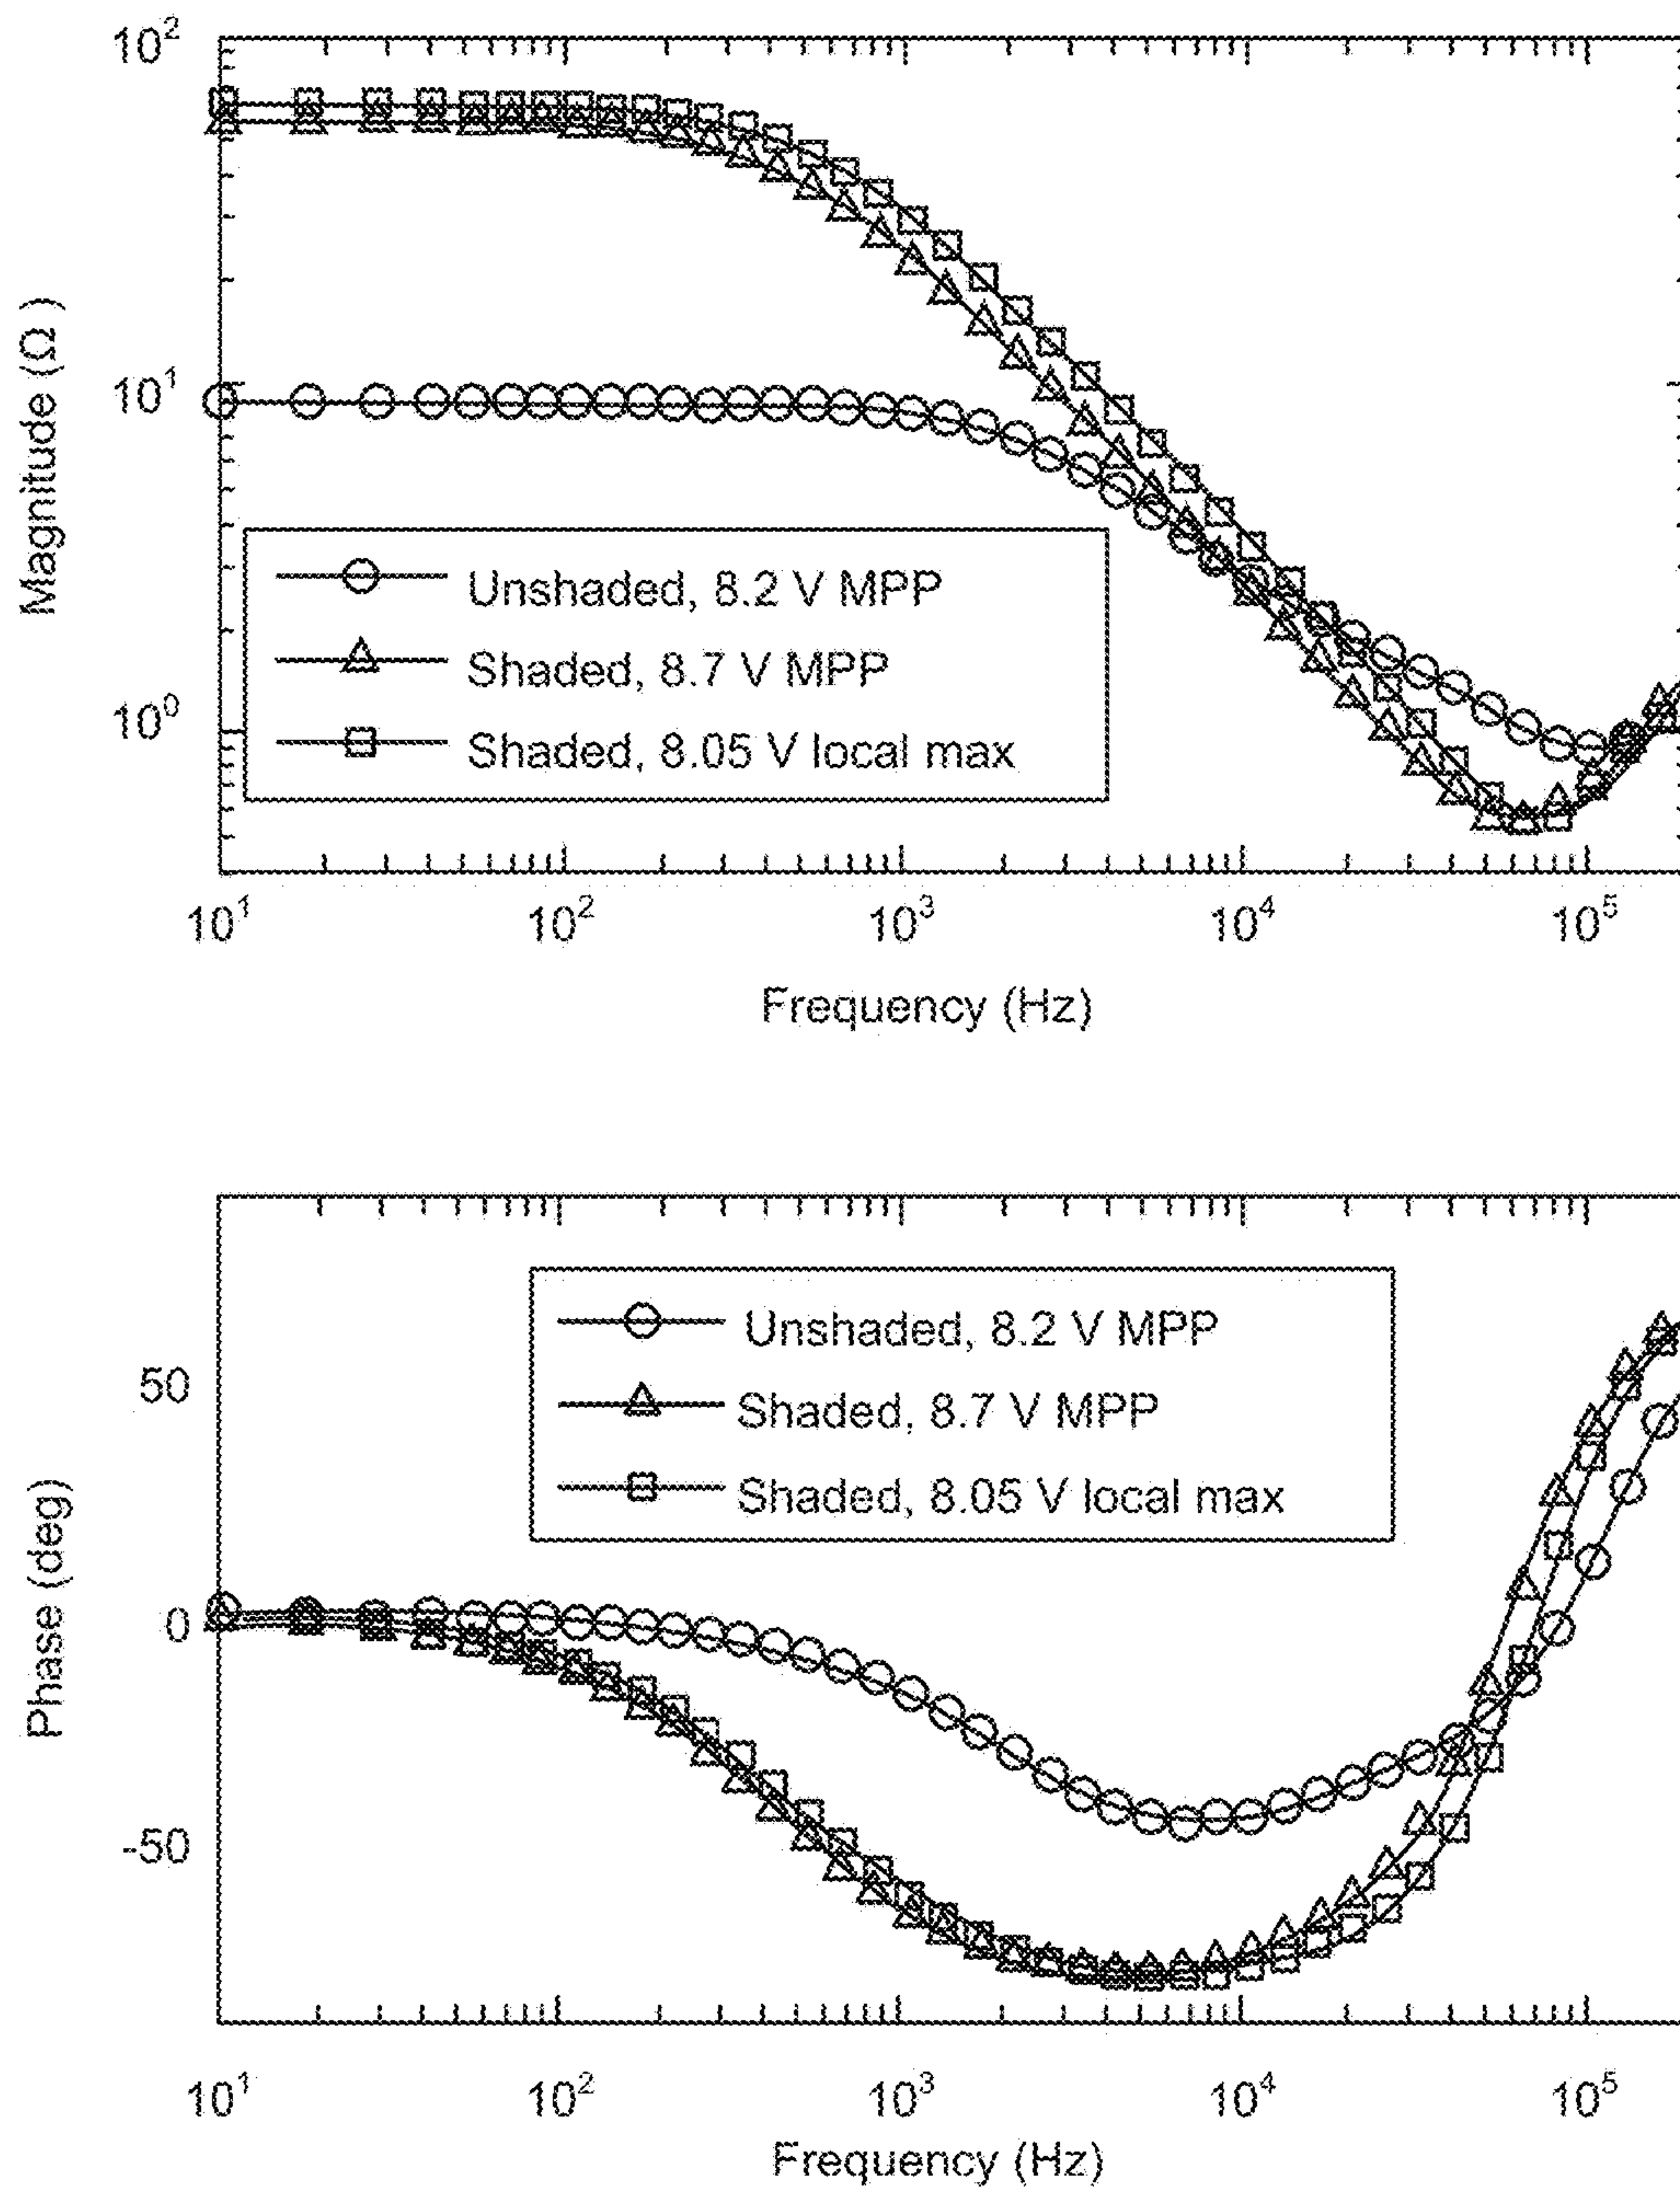 10²
10¹
10⁰
Magnitude (Ω)
Unshaded, 8.2 V MPP
Shaded, 8.7 V MPP
Shaded, 8.05 V local max
10¹ 10² 10³ 10⁴ 10⁵
Frequency (Hz)
Unshaded, 8.2 V MPP
Shaded, 8.7 V MPP
Shaded, 8.05 V local max
50
0
-50
Phase (deg)
10¹ 10² 10³ 10⁴ 10⁵
Frequency (Hz)